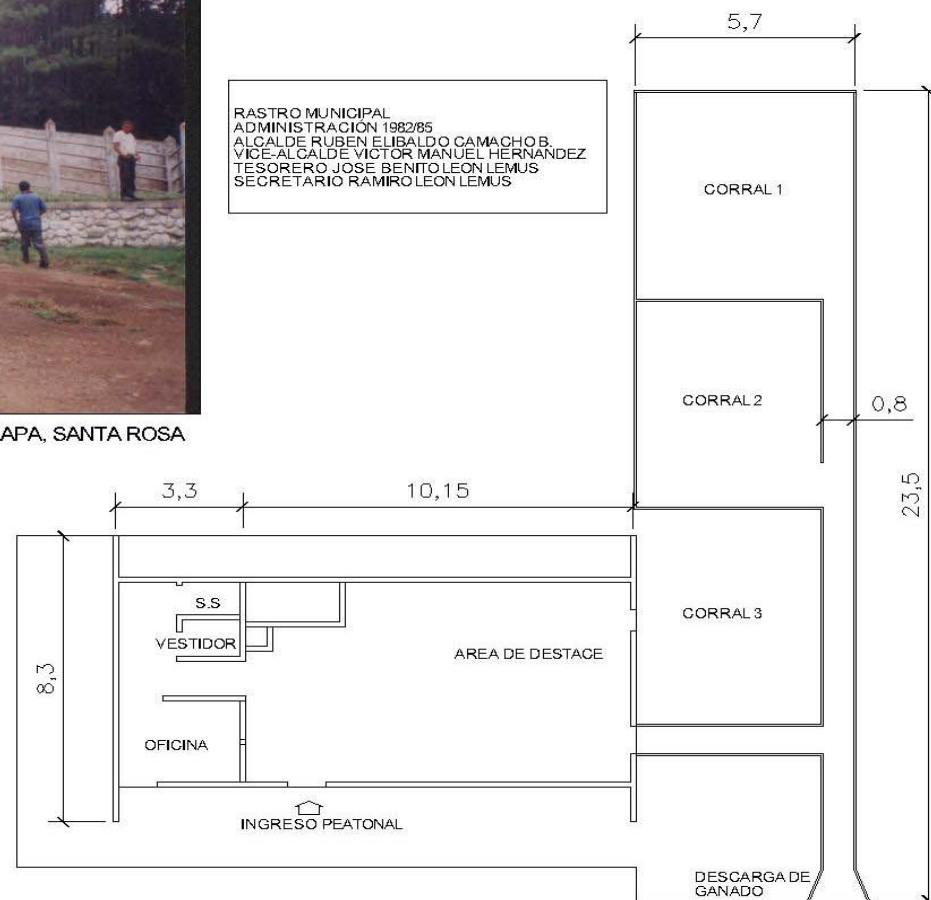 5,7
RASTRO MUNICIPAL
ADMINISTRACIÓN 1982/85
ALCALDE RUBEN ELIBALDO CAMACHO B.
VICE-ALCALDE VICTOR MANUEL HERNANDEZ
TESORERO JOSE BENITO LEON LEMUS
SECRETARIO RAMIRO LEON LEMUS
CORRAL 1
CORRAL 2
0,8
APA, SANTA ROSA
3,3
10,15
23,5
CORRAL 3
S.S
VESTIDOR
AREA DE DESTACE
8,3
OFICINA
INGRESO PEATONAL
DESCARGA DE
GANADO